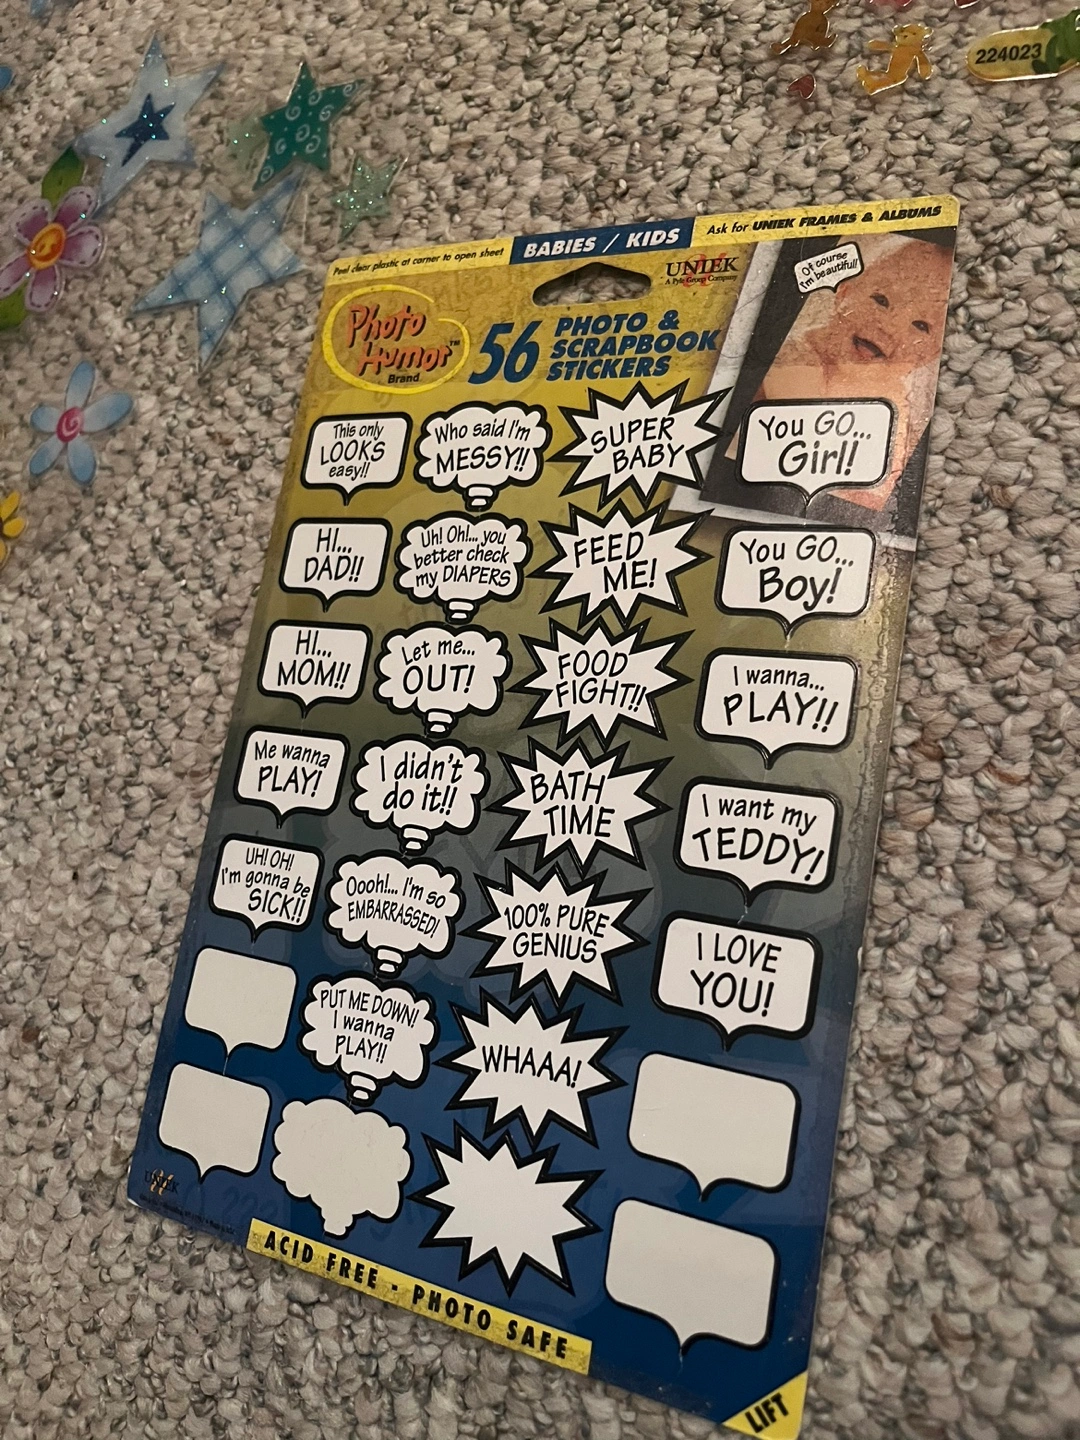 224023
Peel clear plastic at corner to open sheet
BABIES / KIDS
Ask for UNIEK FRAMES & ALBUMS
Photo
Humor™
Brand
56 PHOTO &
SCRAPBOOK
STICKERS
UNIEK
A Pyle Group Company
Of course
I'm beautiful!
This only
LOOKS
easy!!
Who said I'm
MESSY!!
SUPER
BABY
You GO...
Girl!
HI...
DAD!!
Uh! Oh!... you
better check
my DIAPERS
FEED
ME!
You GO...
Boy!
HI...
MOM!!
Let me...
OUT!
FOOD
FIGHT!!
I wanna...
PLAY!!
Me wanna
PLAY!
I didn't
do it!!
BATH
TIME
I want my
TEDDY!
UH! OH!
I'm gonna be
SICK!!
Oooh!... I'm so
EMBARRASSED!
100% PURE
GENIUS
I LOVE
YOU!
PUT ME DOWN!
I wanna
PLAY!!
WHAAA!
UNIEK
ACID FREE - PHOTO SAFE
LIFT